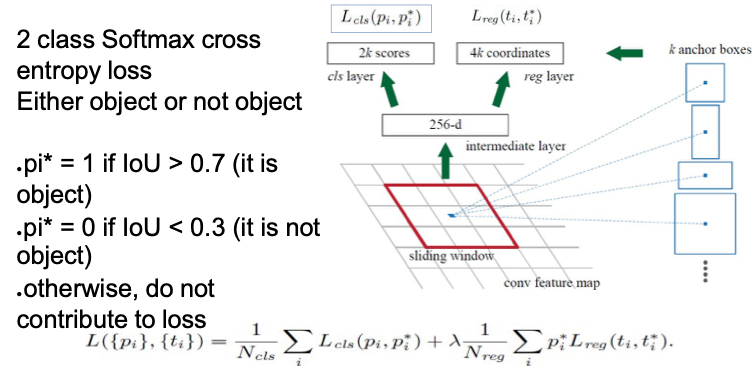 2 class Softmax cross
entropy loss
Either object or not object
.pi* = 1 if IoU > 0.7 (it is
object)
.pi* = 0 if IoU < 0.3 (it is not
object)
.otherwise, do not
contribute to loss
L_{cls}(p_i, p_i^*)
L_{reg}(t_i, t_i^*)
2k scores
4k coordinates
k anchor boxes
cls layer
reg layer
256-d
intermediate layer
sliding window
conv feature map
L({p_i}, {t_i}) = \frac{1}{N_{cls}} \sum_i L_{cls}(p_i, p_i^*) + λ \frac{1}{N_{reg}} \sum_i p_i^* L_{reg}(t_i, t_i^*).